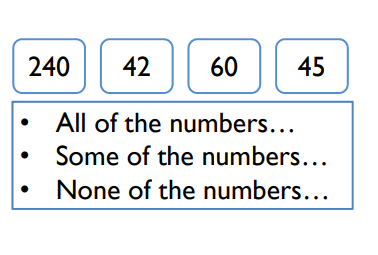 240 42 60 45
• All of the numbers…
• Some of the numbers…
• None of the numbers…